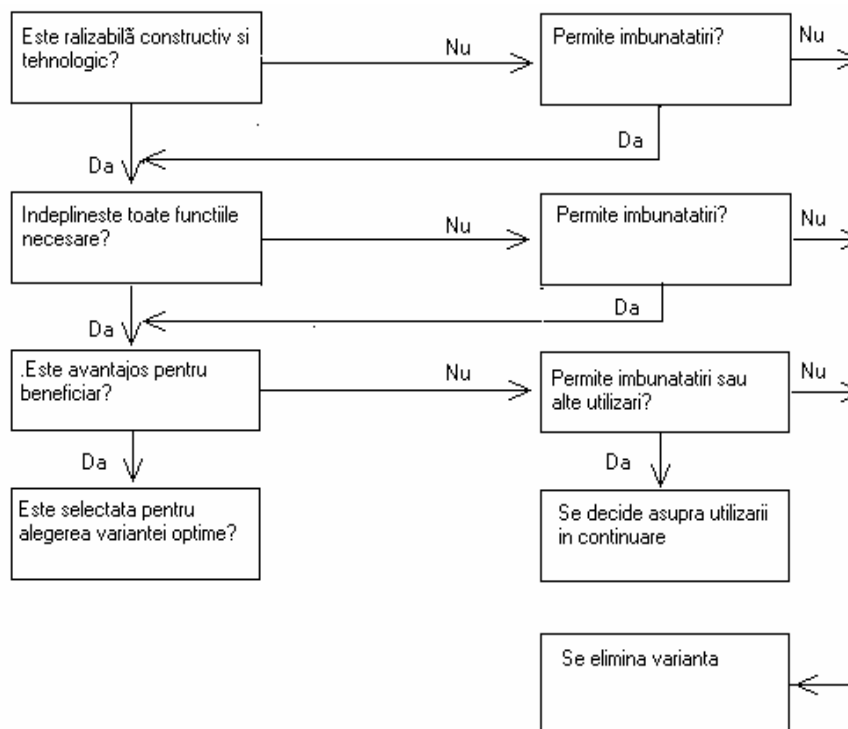 Este ralizabilă constructiv si
tehnologic?
Nu
Permite imbunatatiri?
Nu
Da
Da
Indeplineste toate functiile
necesare?
Nu
Permite imbunatatiri?
Nu
Da
Da
.Este avantajos pentru
beneficiar?
Nu
Permite imbunatatiri sau
alte utilizari?
Nu
Da
Da
Este selectata pentru
alegerea variantei optime?
Se decide asupra utilizarii
in continuare
Se elimina varianta